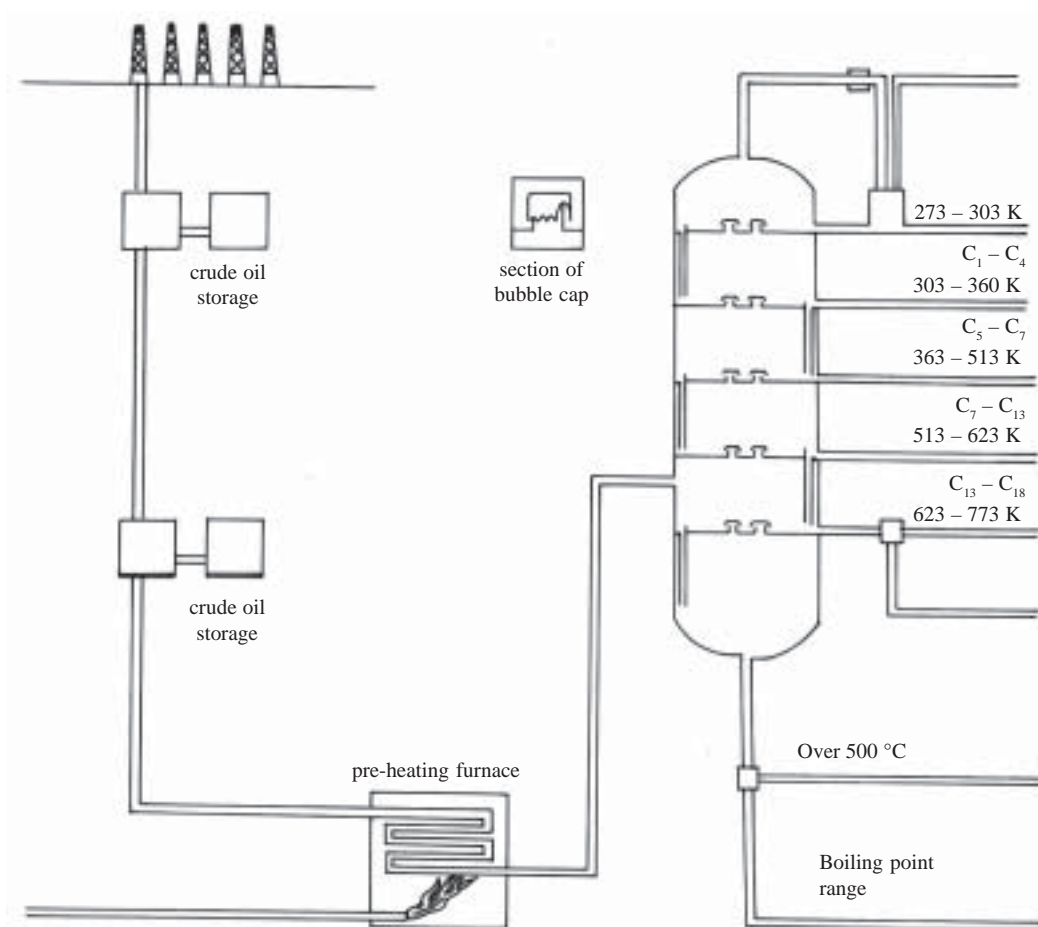 crude oil
storage
section of
bubble cap
273 – 303 K
C₁ – C₄
303 – 360 K
C₅ – C₇
363 – 513 K
C₇ – C₁₃
513 – 623 K
C₁₃ – C₁₈
623 – 773 K
crude oil
storage
Over 500 °C
pre-heating furnace
Boiling point
range